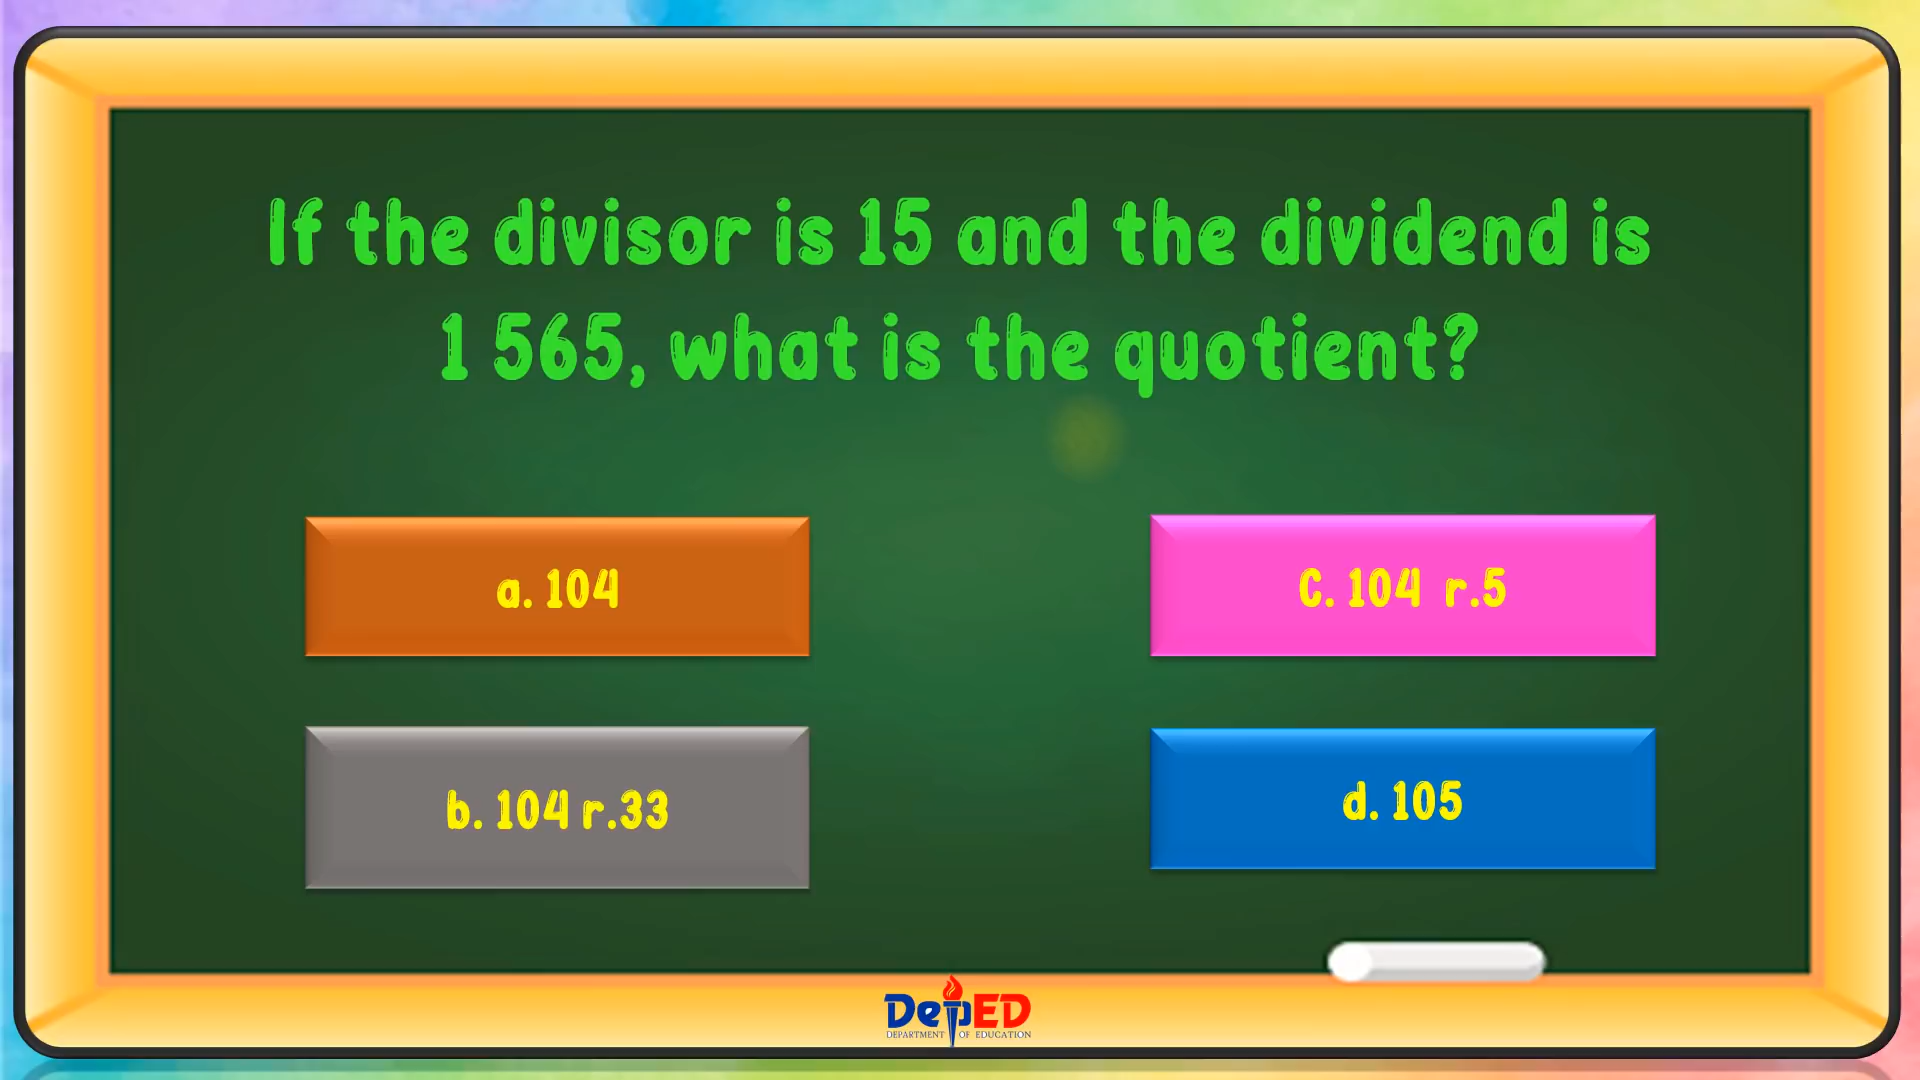 If the divisor is 15 and the dividend is
1 565, what is the quotient?
a. 104
C. 104 r.5
b. 104 r.33
d. 105
DepED
DEPARTMENT OF EDUCATION